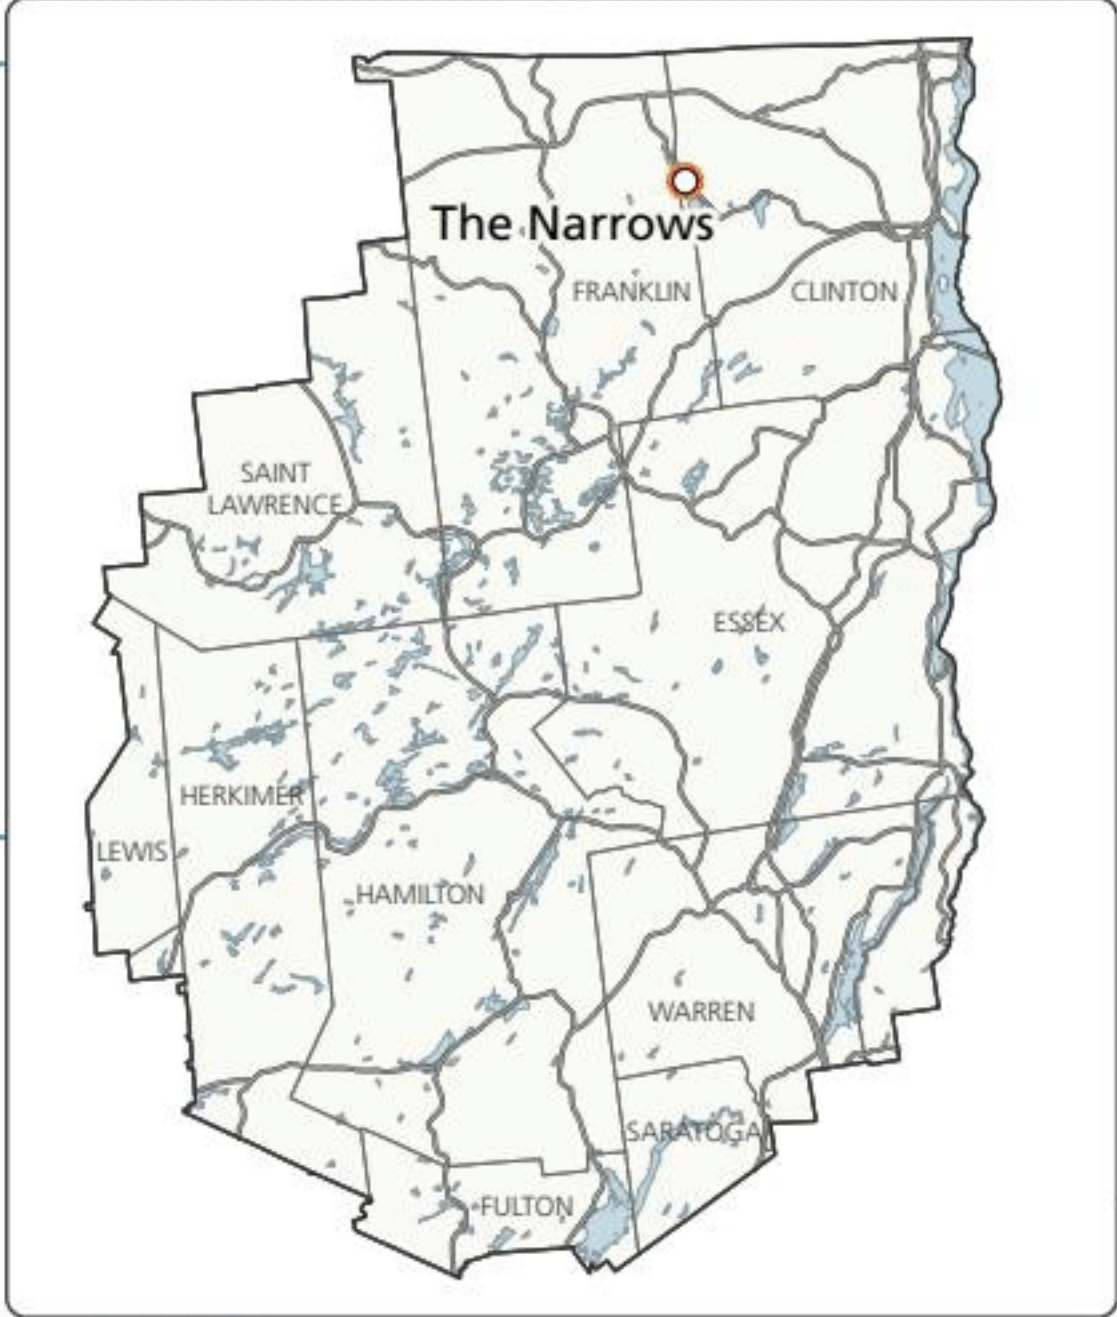 The Narrows
FRANKLIN
CLINTON
SAINT
LAWRENCE
ESSEX
HERKIMER
LEWIS
HAMILTON
WARREN
SARATOGA
FULTON